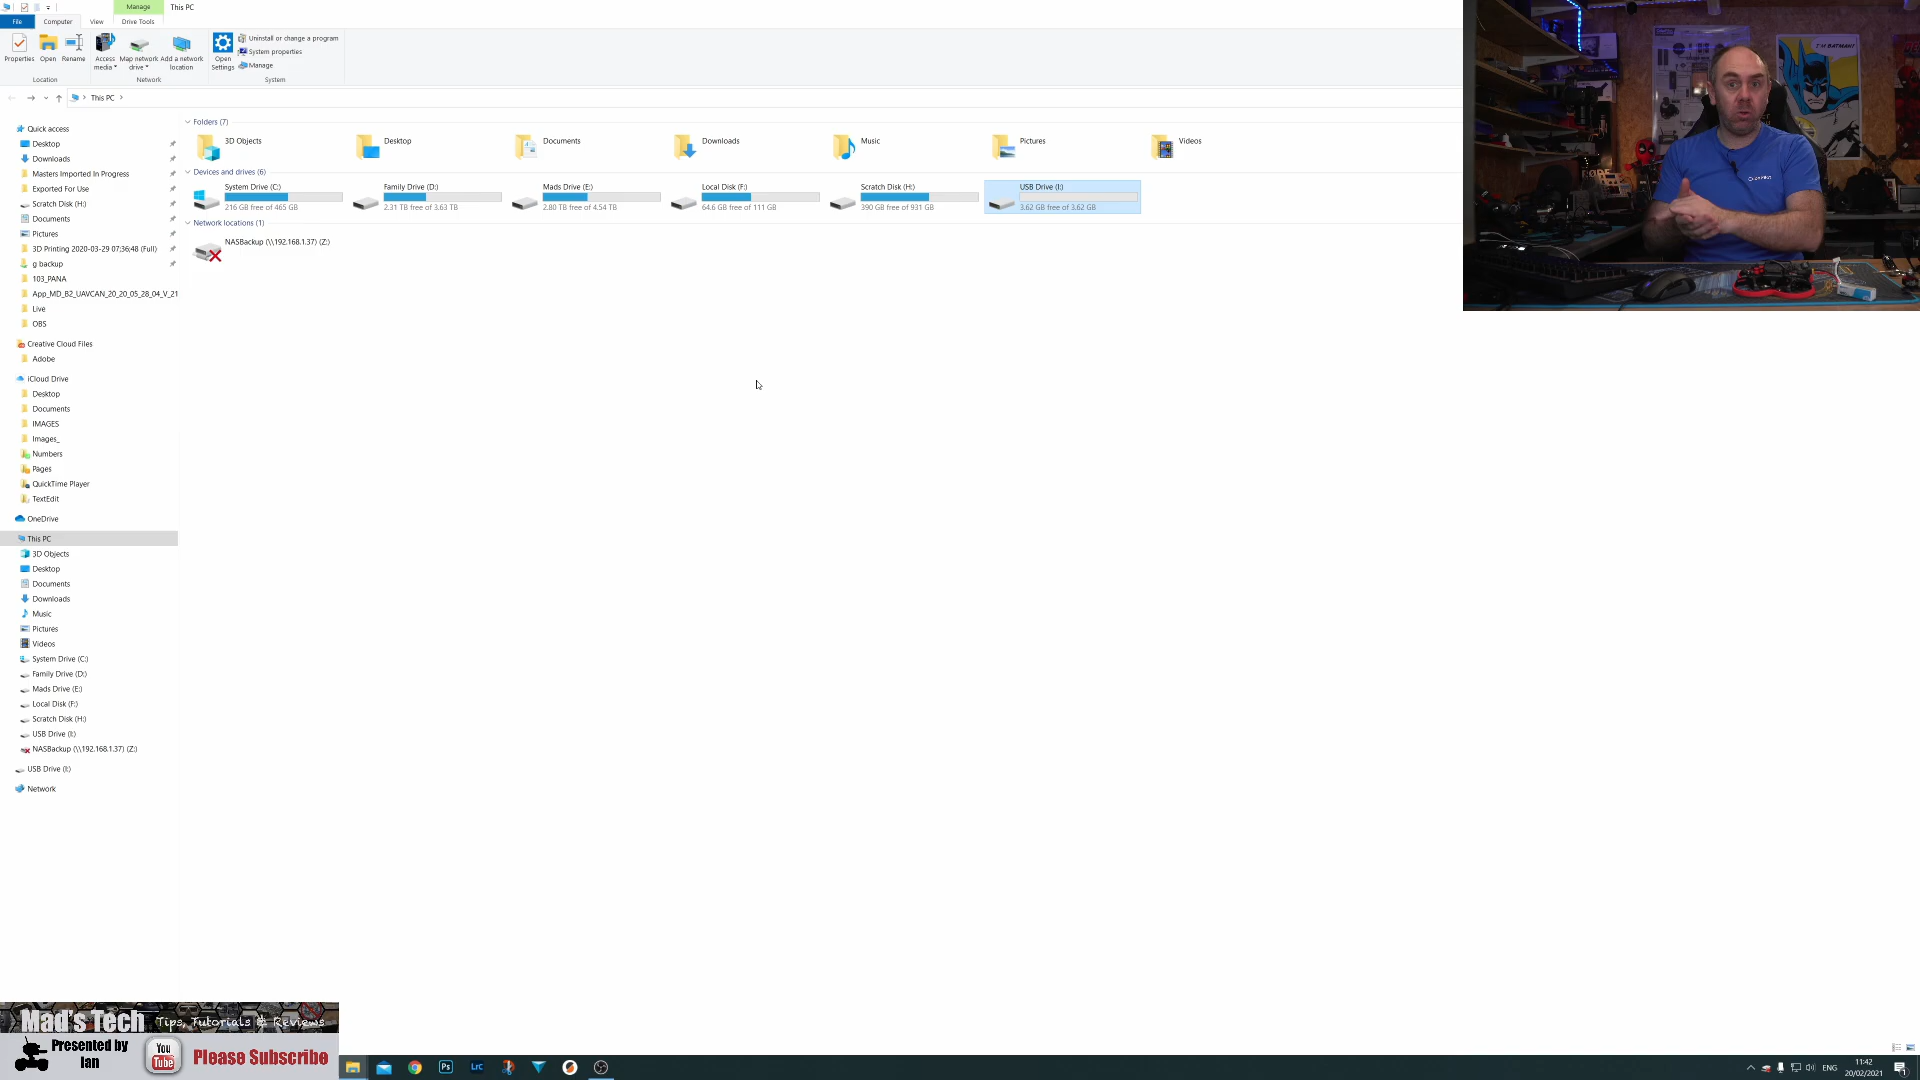 Manage
This PC
File
Computer
View
Drive Tools
Properties
Open
Rename
Access media
Map network drive
Add a network location
Open Settings
Uninstall or change a program
System properties
Manage
Location
Network
System
This PC
Quick access
Desktop
Downloads
Masters Imported In Progress
Exported For Use
Scratch Disk (H:)
Documents
Pictures
3D Printing 2020-03-29 07;36;48 (Full)
g backup
103_PANA
App_MD_B2_UAVCAN_20_20_05_28_04_V_21
Live
OBS
Creative Cloud Files
Adobe
iCloud Drive
Desktop
Documents
IMAGES
Images_
Numbers
Pages
QuickTime Player
TextEdit
OneDrive
This PC
3D Objects
Desktop
Documents
Downloads
Music
Pictures
Videos
System Drive (C:)
Family Drive (D:)
Mads Drive (E:)
Local Disk (F:)
Scratch Disk (H:)
USB Drive (I:)
NASBackup (\\192.168.1.37) (Z:)
USB Drive (I:)
Network
Folders (7)
3D Objects
Desktop
Documents
Downloads
Music
Pictures
Videos
Devices and drives (6)
System Drive (C:)
216 GB free of 465 GB
Family Drive (D:)
2.31 TB free of 3.63 TB
Mads Drive (E:)
2.80 TB free of 4.54 TB
Local Disk (F:)
64.6 GB free of 111 GB
Scratch Disk (H:)
390 GB free of 931 GB
USB Drive (I:)
3.62 GB free of 3.62 GB
Network locations (1)
NASBackup (\\192.168.1.37) (Z:)
I'M BATMAN!
Mad's Tech Tips, Tutorials & Reviews
Presented by
Ian
You
Tube
Please Subscribe
Ps
LrC
ENG
11:42
20/02/2021